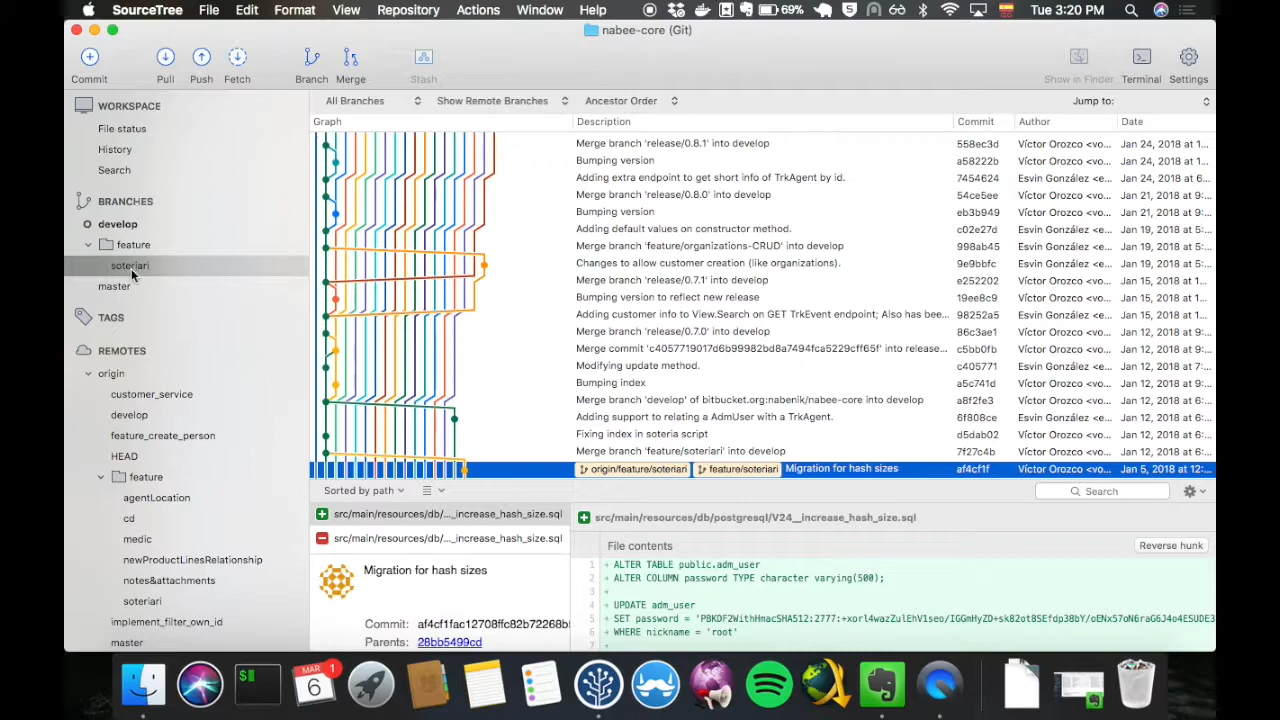 SourceTree File Edit Format View Repository Actions Window Help 69% Tue 3:20 PM
nabee-core (Git)
Commit Pull Push Fetch Branch Merge Stash Show in Finder Terminal Settings
WORKSPACE
File status
History
Search
BRANCHES
develop
feature
soteriari
master
TAGS
REMOTES
origin
customer_service
develop
feature_create_person
HEAD
feature
agentLocation
cd
medic
newProductLinesRelationship
notes&attachments
soteriari
implement_filter_own_id
master
All Branches Show Remote Branches Ancestor Order Jump to:
Graph Description Commit Author Date
Merge branch 'release/0.8.1' into develop 558ec3d Víctor Orozco <vo... Jan 24, 2018 at 1...
Bumping version a58222b Víctor Orozco <vo... Jan 24, 2018 at 1...
Adding extra endpoint to get short info of TrkAgent by id. 7454624 Esvin González <e... Jan 24, 2018 at 6...
Merge branch 'release/0.8.0' into develop 54ce5ee Víctor Orozco <vo... Jan 21, 2018 at 9:...
Bumping version eb3b949 Víctor Orozco <vo... Jan 21, 2018 at 9:...
Adding default values on constructor method. c02e27d Esvin González <e... Jan 19, 2018 at 5:...
Merge branch 'feature/organizations-CRUD' into develop 998ab45 Esvin González <e... Jan 19, 2018 at 5:...
Changes to allow customer creation (like organizations). 9e9bbfc Esvin González <e... Jan 19, 2018 at 5:...
Merge branch 'release/0.7.1' into develop e252202 Víctor Orozco <vo... Jan 15, 2018 at 1...
Bumping version to reflect new release 19ee8c9 Víctor Orozco <vo... Jan 15, 2018 at 1...
Adding customer info to View.Search on GET TrkEvent endpoint; Also has bee... 98252a5 Esvin González <e... Jan 15, 2018 at 1...
Merge branch 'release/0.7.0' into develop 86c3ae1 Víctor Orozco <vo... Jan 12, 2018 at 9:...
Merge commit 'c4057719017d6b99982bd8a7494fca5229cff65f' into release... c5bb0fb Víctor Orozco <vo... Jan 12, 2018 at 9:...
Modifying update method. c405771 Esvin González <e... Jan 12, 2018 at 8:...
Bumping index a5c741d Víctor Orozco <vo... Jan 12, 2018 at 9:...
Merge branch 'develop' of bitbucket.org:nabenik/nabee-core into develop a8f2fe3 Víctor Orozco <vo... Jan 12, 2018 at 6:...
Adding support to relating a AdmUser with a TrkAgent. 6f808ce Esvin González <e... Jan 12, 2018 at 6:...
Fixing index in soteria script d5dab02 Víctor Orozco <vo... Jan 12, 2018 at 6:...
Merge branch 'feature/soteriari' into develop 7f27c4b Víctor Orozco <vo... Jan 12, 2018 at 6:...
origin/feature/soteriari feature/soteriari Migration for hash sizes af4cf1f Víctor Orozco <vo... Jan 5, 2018 at 12:...
Sorted by path Search
src/main/resources/db/..._increase_hash_size.sql
src/main/resources/db/..._increase_hash_size.sql
Migration for hash sizes
Commit: af4cf1fac12708ffc82b72268b
Parents: 28bb5499cd
src/main/resources/db/postgresql/V24__increase_hash_size.sql
File contents Reverse hunk
1 + ALTER TABLE public.adm_user
2 + ALTER COLUMN password TYPE character varying(500);
3 +
4 + UPDATE adm_user
5 + SET password = 'PBKDF2WithHmacSHA512:2777:+xorl4wazZulEhV1seo/IGGmHyZD+sk82ot8SEfdp38bY/oENx57oN6raG6J4o4ESUDE3
6 + WHERE nickname = 'root'
7 +
MAR
6
1